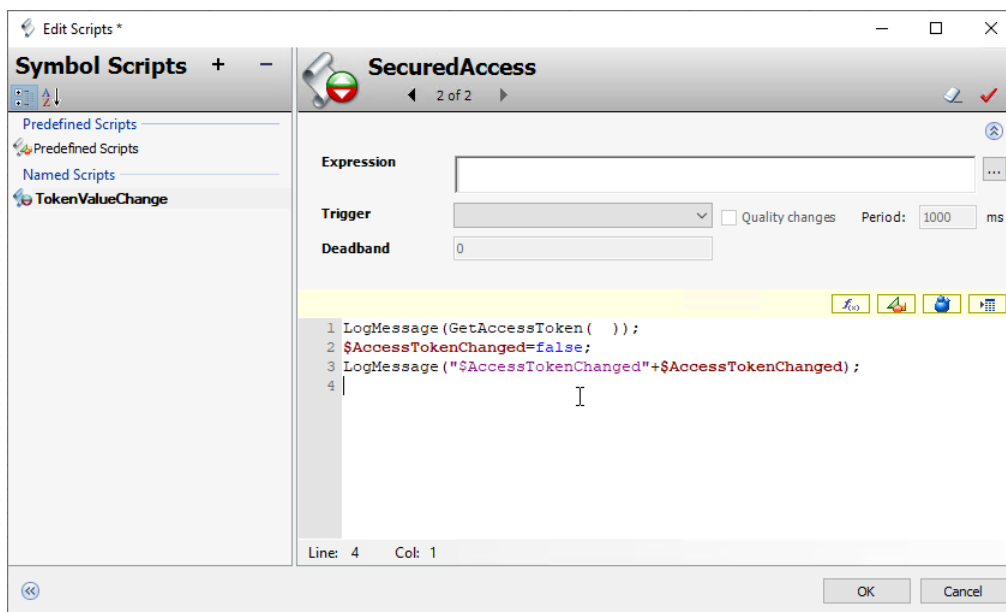 Edit Scripts *
Symbol Scripts + −
A
Z
Predefined Scripts
Predefined Scripts
Named Scripts
TokenValueChange
SecuredAccess
2 of 2
Expression
...
Trigger
Quality changes Period: 1000 ms
Deadband 0
f(x)
1 LogMessage(GetAccessToken(  ));
2 $AccessTokenChanged=false;
3 LogMessage("$AccessTokenChanged"+$AccessTokenChanged);
4
Line: 4 Col: 1
OK Cancel